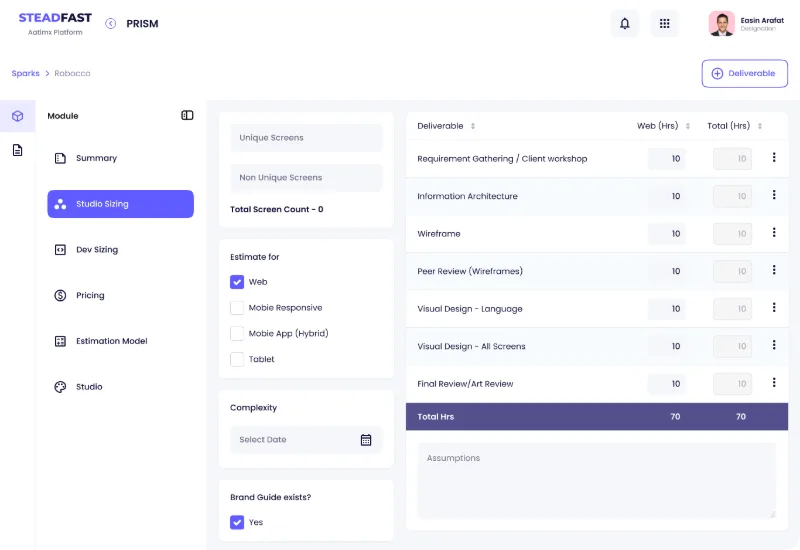 STEADFAST
Aatimx Platform
PRISM
Easin Arafat
Designation
Sparks > Robocco
Deliverable
Module
Summary
Studio Sizing
Dev Sizing
Pricing
Estimation Model
Studio
Unique Screens
Non Unique Screens
Total Screen Count - 0
Estimate for
Web
Mobie Responsive
Mobie App (Hybrid)
Tablet
Complexity
Select Date
Brand Guide exists?
Yes
Deliverable Web (Hrs) Total (Hrs)
Requirement Gathering / Client workshop 10 10
Information Architecture 10 10
Wireframe 10 10
Peer Review (Wireframes) 10 10
Visual Design - Language 10 10
Visual Design - All Screens 10 10
Final Review/Art Review 10 10
Total Hrs 70 70
Assumptions